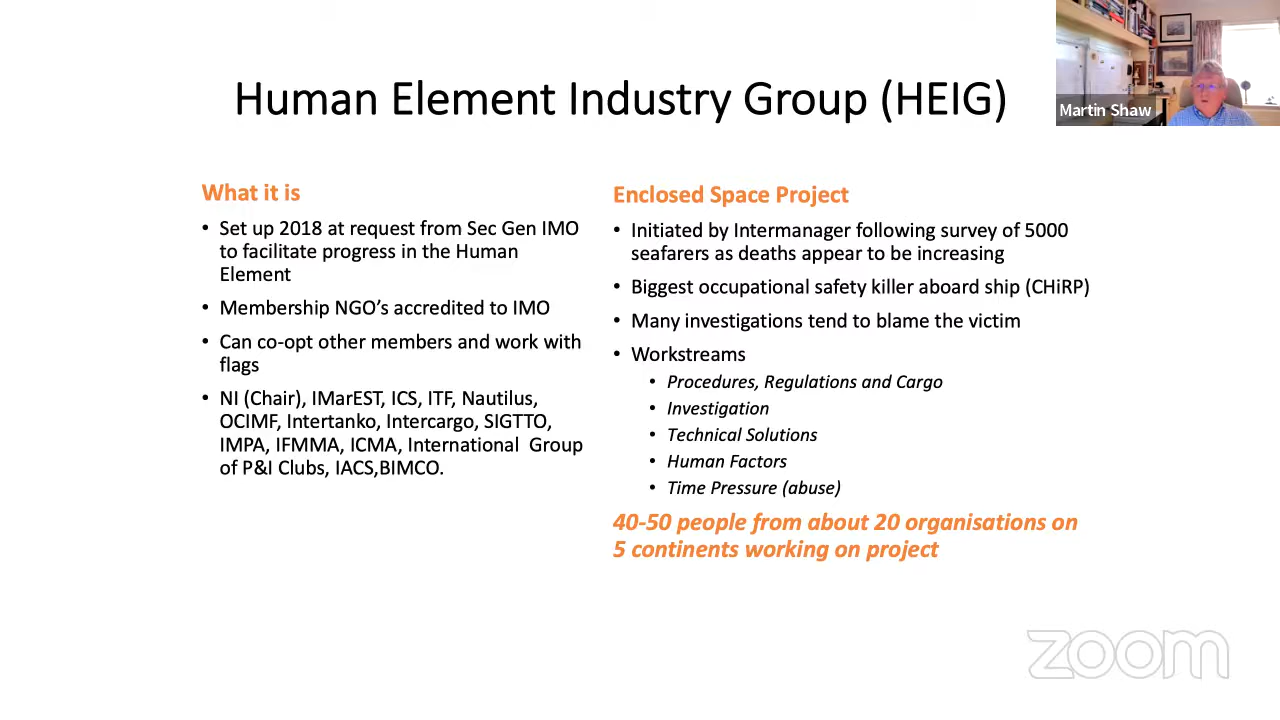 Human Element Industry Group (HEIG)
Martin Shaw
What it is
• Set up 2018 at request from Sec Gen IMO
to facilitate progress in the Human
Element
• Membership NGO's accredited to IMO
• Can co-opt other members and work with
flags
• NI (Chair), IMarEST, ICS, ITF, Nautilus,
OCIMF, Intertanko, Intercargo, SIGTTO,
IMPA, IFMMA, ICMA, International Group
of P&I Clubs, IACS,BIMCO.
Enclosed Space Project
• Initiated by Intermanager following survey of 5000
seafarers as deaths appear to be increasing
• Biggest occupational safety killer aboard ship (CHiRP)
• Many investigations tend to blame the victim
• Workstreams
• Procedures, Regulations and Cargo
• Investigation
• Technical Solutions
• Human Factors
• Time Pressure (abuse)
40-50 people from about 20 organisations on
5 continents working on project
zoom